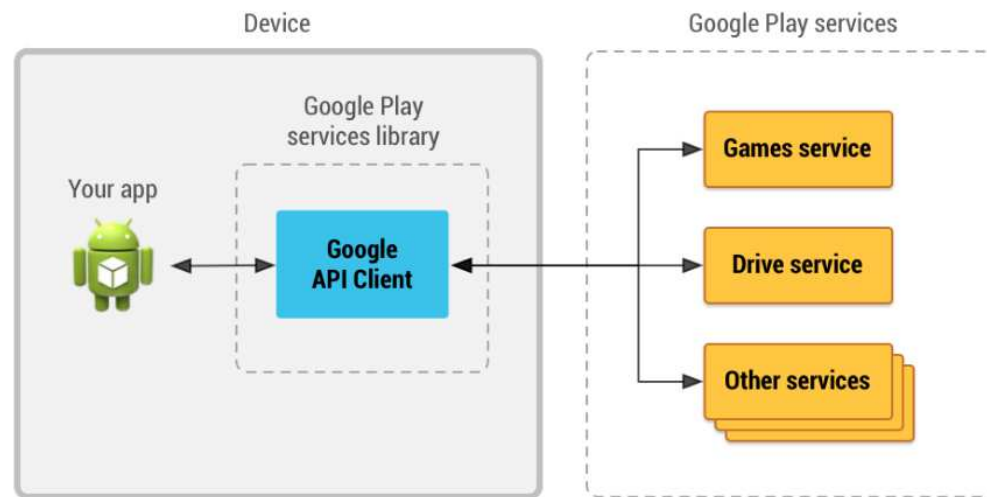 Device
Google Play services
Google Play
services library
Your app
Google
API Client
Games service
Drive service
Other services